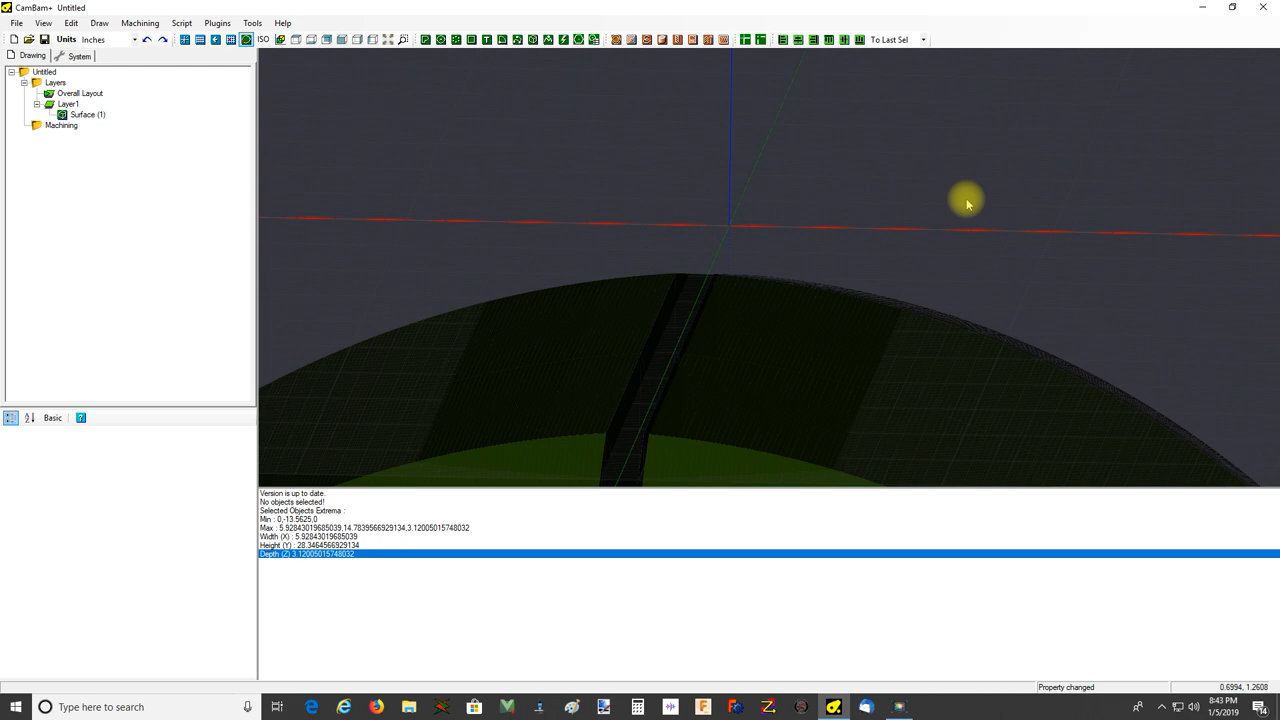 CamBam+ Untitled
File View Edit Draw Machining Script Plugins Tools Help
Units Inches ISO To Last Sel
Drawing System
Untitled
Layers
Overall Layout
Layer1
Surface (1)
Machining
Basic
Version is up to date.
No objects selected!
Selected Objects Extrema :
Min : 0,-13.5625,0
Max : 5.92843019685039,14.7839566929134,3.12005015748032
Width (X) : 5.92843019685039
Height (Y) : 28.3464566929134
Depth (Z) 3.12005015748032
Property changed 0.6994, 1.2608
Type here to search
8:43 PM
1/5/2019